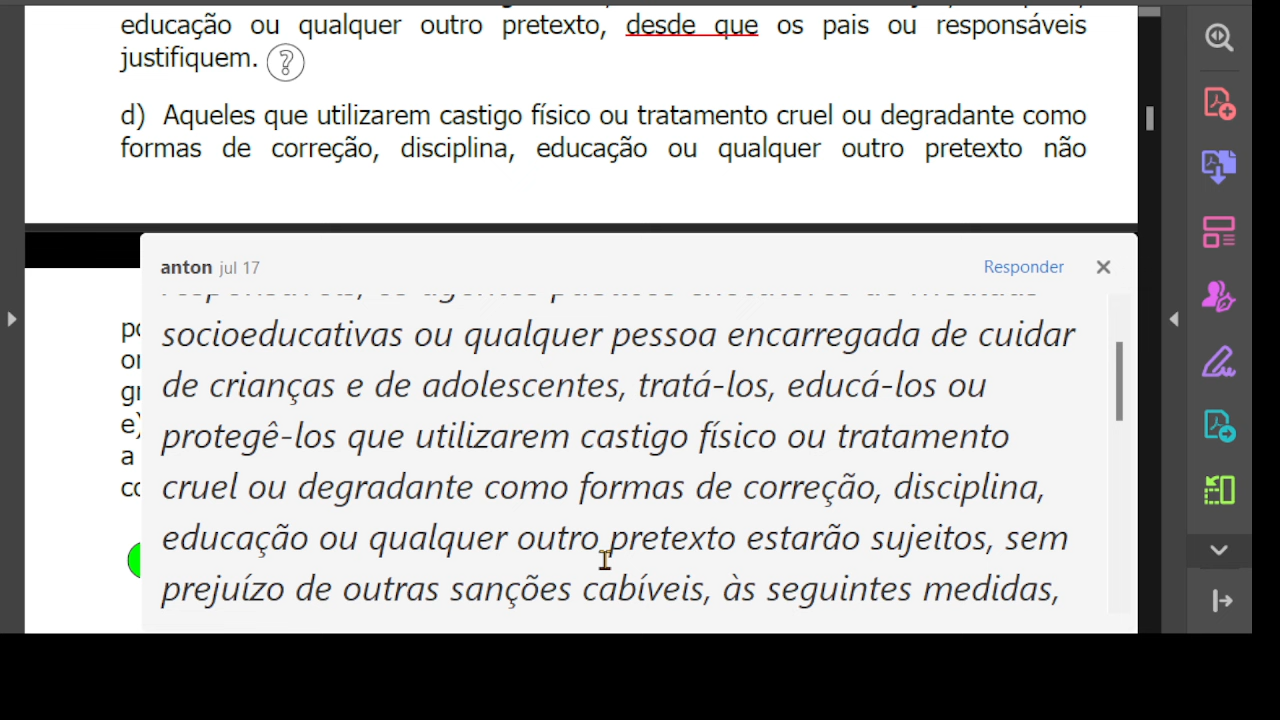 educação ou qualquer outro pretexto, desde que os pais ou responsáveis
justifiquem. ?
d) Aqueles que utilizarem castigo físico ou tratamento cruel ou degradante como
formas de correção, disciplina, educação ou qualquer outro pretexto não
anton jul 17 Responder
socioeducativas ou qualquer pessoa encarregada de cuidar
de crianças e de adolescentes, tratá-los, educá-los ou
protegê-los que utilizarem castigo físico ou tratamento
cruel ou degradante como formas de correção, disciplina,
educação ou qualquer outro pretexto estarão sujeitos, sem
prejuízo de outras sanções cabíveis, às seguintes medidas,
e)
a